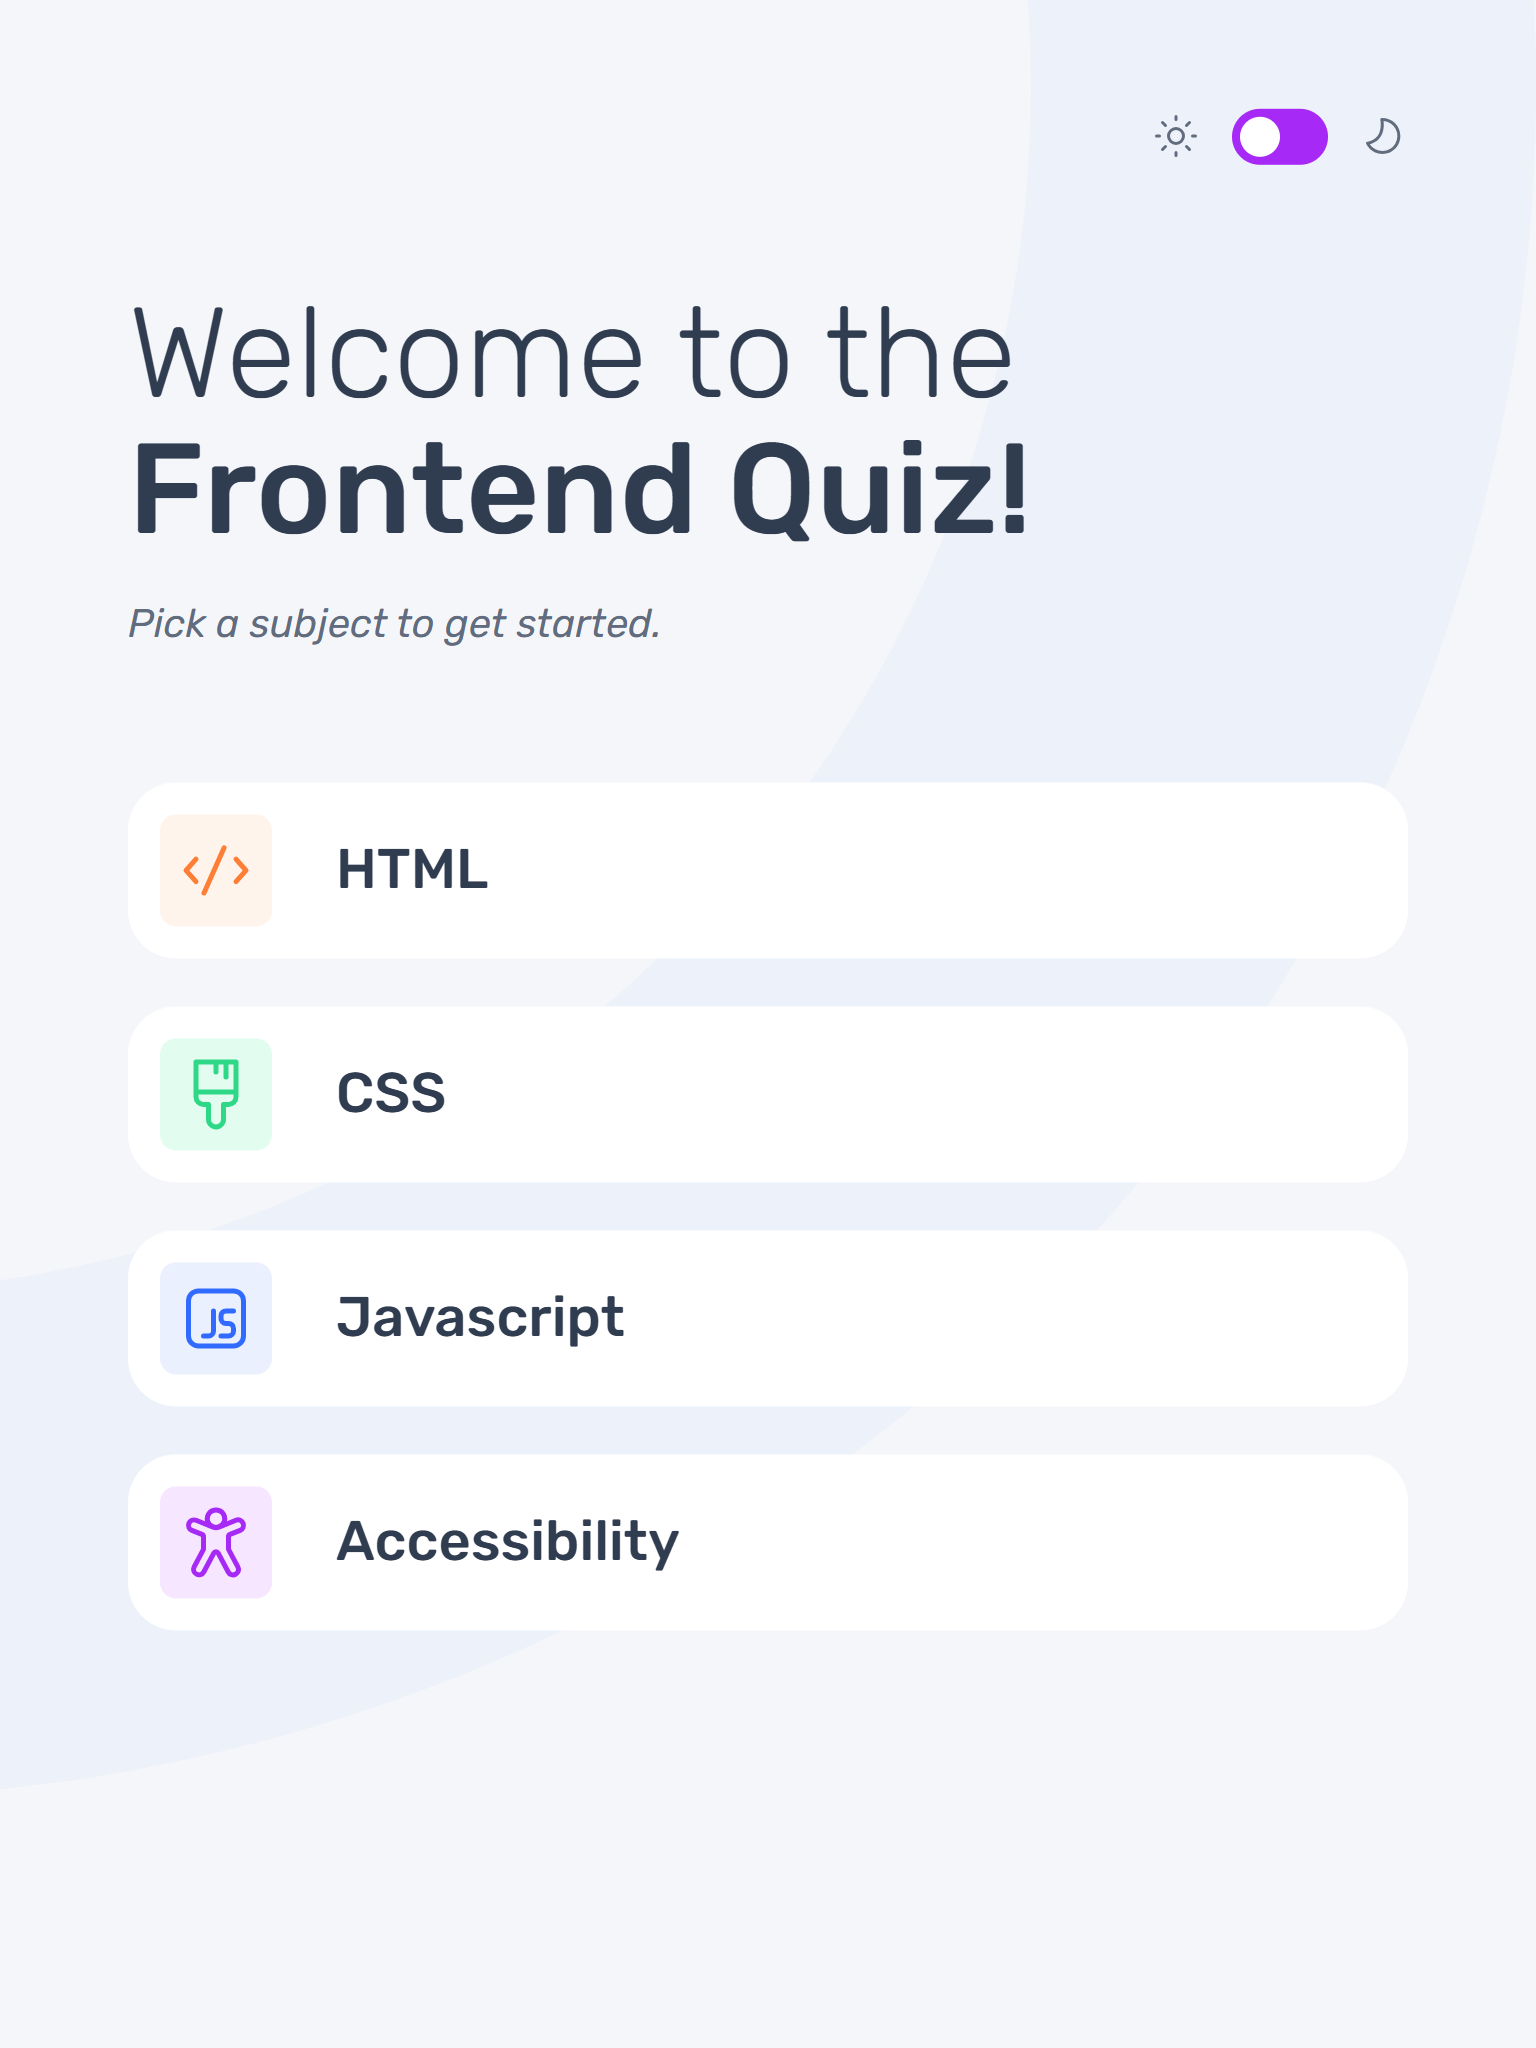 Welcome to the
Frontend Quiz!
Pick a subject to get started.
HTML
CSS
JS
Javascript
Accessibility